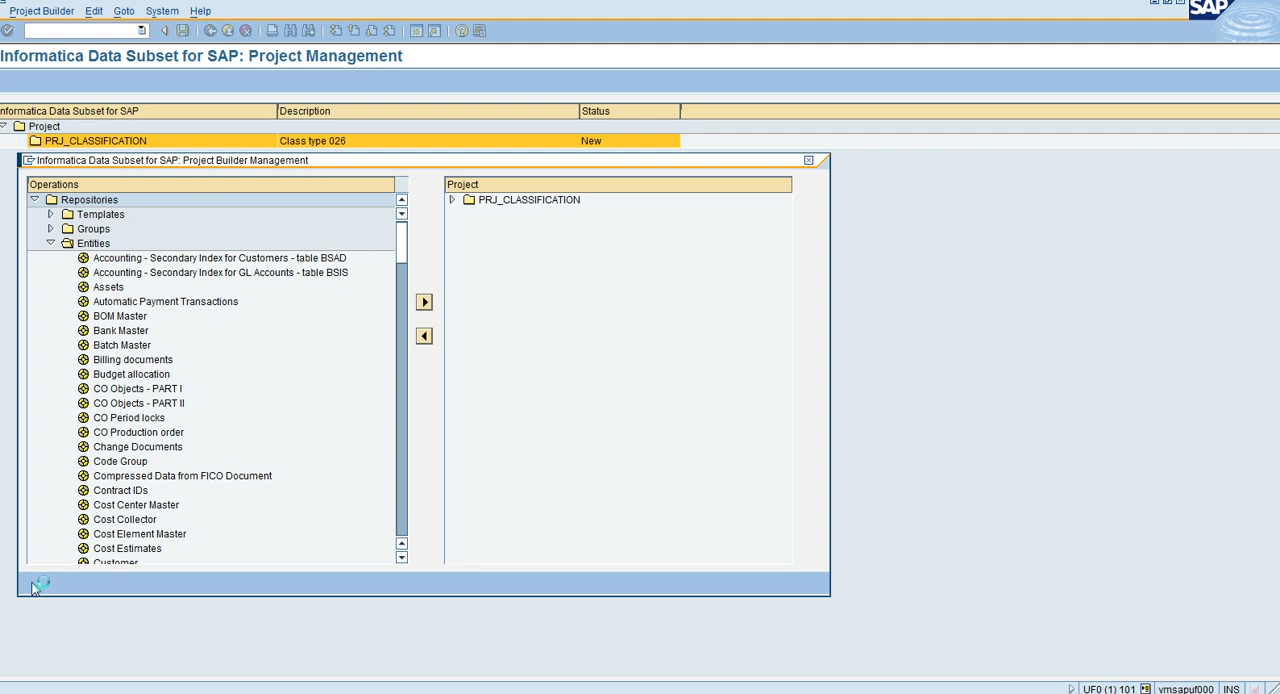 Project Builder Edit Goto System Help
SAP
Informatica Data Subset for SAP: Project Management
nformatica Data Subset for SAP Description Status
Project
PRJ_CLASSIFICATION Class type 026 New
Informatica Data Subset for SAP: Project Builder Management
Operations Project
Repositories PRJ_CLASSIFICATION
Templates
Groups
Entities
Accounting - Secondary Index for Customers - table BSAD
Accounting - Secondary Index for GL Accounts - table BSIS
Assets
Automatic Payment Transactions
BOM Master
Bank Master
Batch Master
Billing documents
Budget allocation
CO Objects - PART I
CO Objects - PART II
CO Period locks
CO Production order
Change Documents
Code Group
Compressed Data from FICO Document
Contract IDs
Cost Center Master
Cost Collector
Cost Element Master
Cost Estimates
Customer
UF0 (1) 101 vmsapuf000 INS